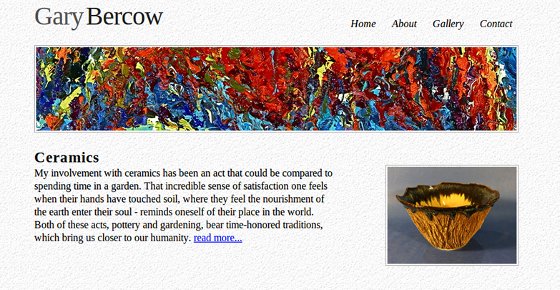 Gary Bercow
Home About Gallery Contact
Ceramics
My involvement with ceramics has been an act that could be compared to
spending time in a garden. That incredible sense of satisfaction one feels
when their hands have touched soil, where they feel the nourishment of
the earth enter their soul - reminds oneself of their place in the world.
Both of these acts, pottery and gardening, bear time-honored traditions,
which bring us closer to our humanity. read more...